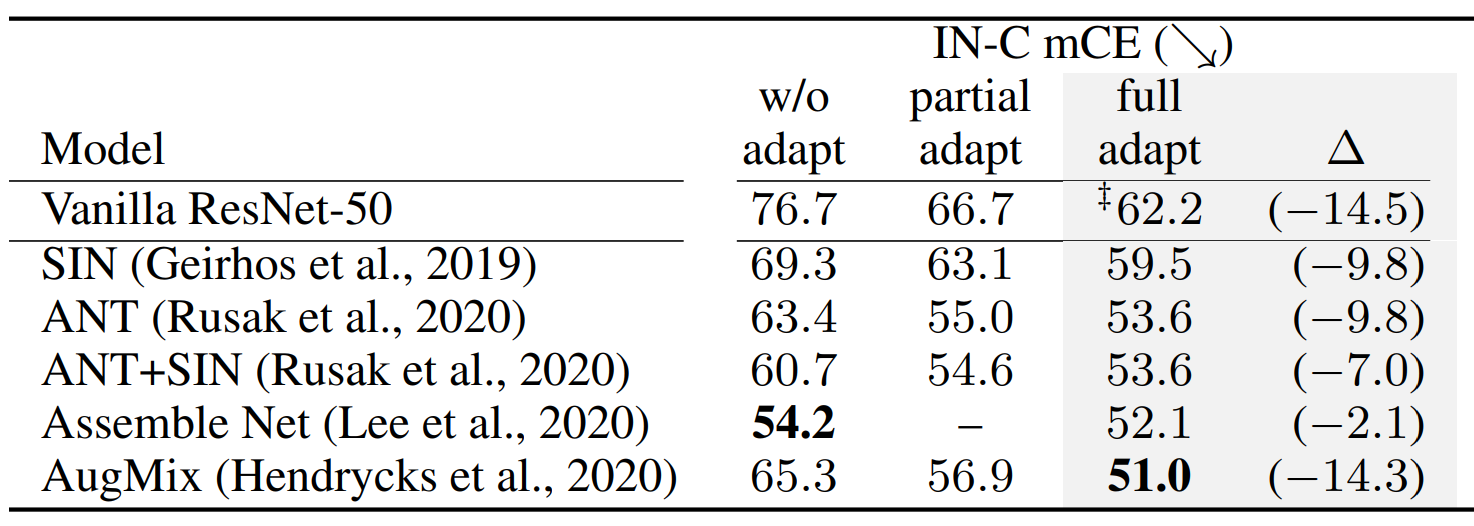 IN-C mCE (↘)
w/o partial full
Model adapt adapt adapt Δ
Vanilla ResNet-50 76.7 66.7 ‡62.2 (−14.5)
SIN (Geirhos et al., 2019) 69.3 63.1 59.5 (−9.8)
ANT (Rusak et al., 2020) 63.4 55.0 53.6 (−9.8)
ANT+SIN (Rusak et al., 2020) 60.7 54.6 53.6 (−7.0)
Assemble Net (Lee et al., 2020) 54.2 – 52.1 (−2.1)
AugMix (Hendrycks et al., 2020) 65.3 56.9 51.0 (−14.3)